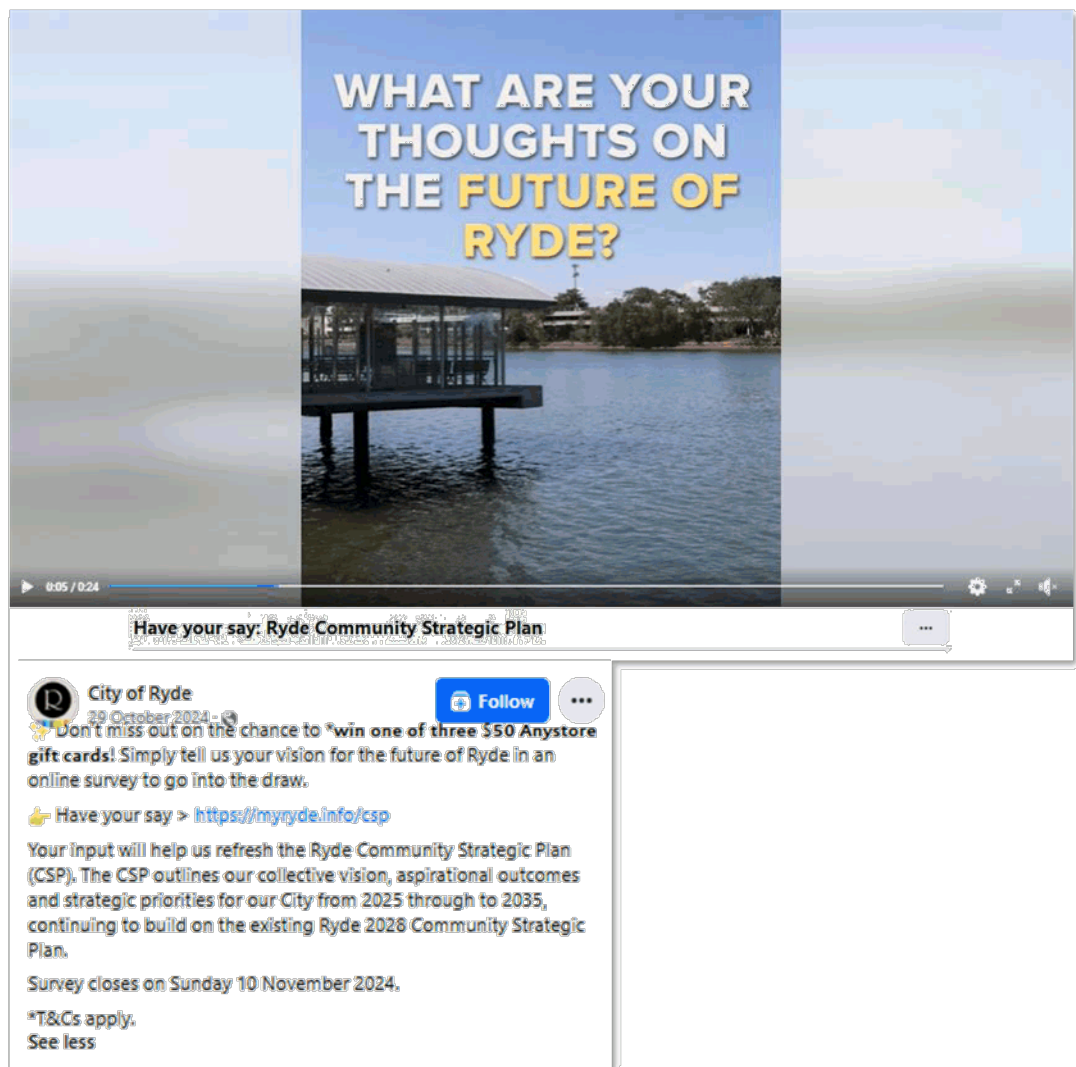 WHAT ARE YOUR
THOUGHTS ON
THE FUTURE OF
RYDE?
0:05 / 0:24
Have your say: Ryde Community Strategic Plan
R
City of Ryde
29 October 2024 ·
Follow
Don't miss out on the chance to *win one of three $50 Anystore
gift cards! Simply tell us your vision for the future of Ryde in an
online survey to go into the draw.
Have your say > https://myryde.info/csp
Your input will help us refresh the Ryde Community Strategic Plan
(CSP). The CSP outlines our collective vision, aspirational outcomes
and strategic priorities for our City from 2025 through to 2035,
continuing to build on the existing Ryde 2028 Community Strategic
Plan.
Survey closes on Sunday 10 November 2024.
*T&Cs apply.
See less